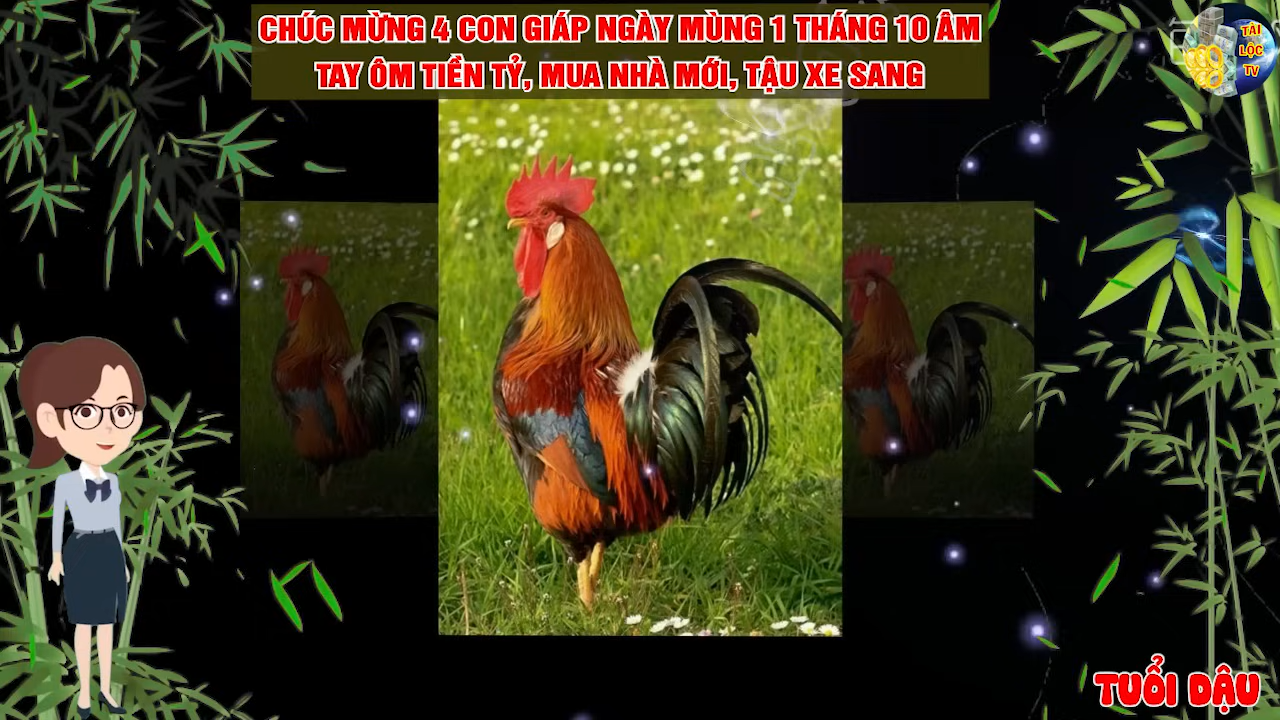 CHÚC MỪNG 4 CON GIÁP NGÀY MÙNG 1 THÁNG 10 ÂM
TAY ÔM TIỀN TỶ, MUA NHÀ MỚI, TẬU XE SANG
TÀI
LỘC
TV
TUỔI DẬU